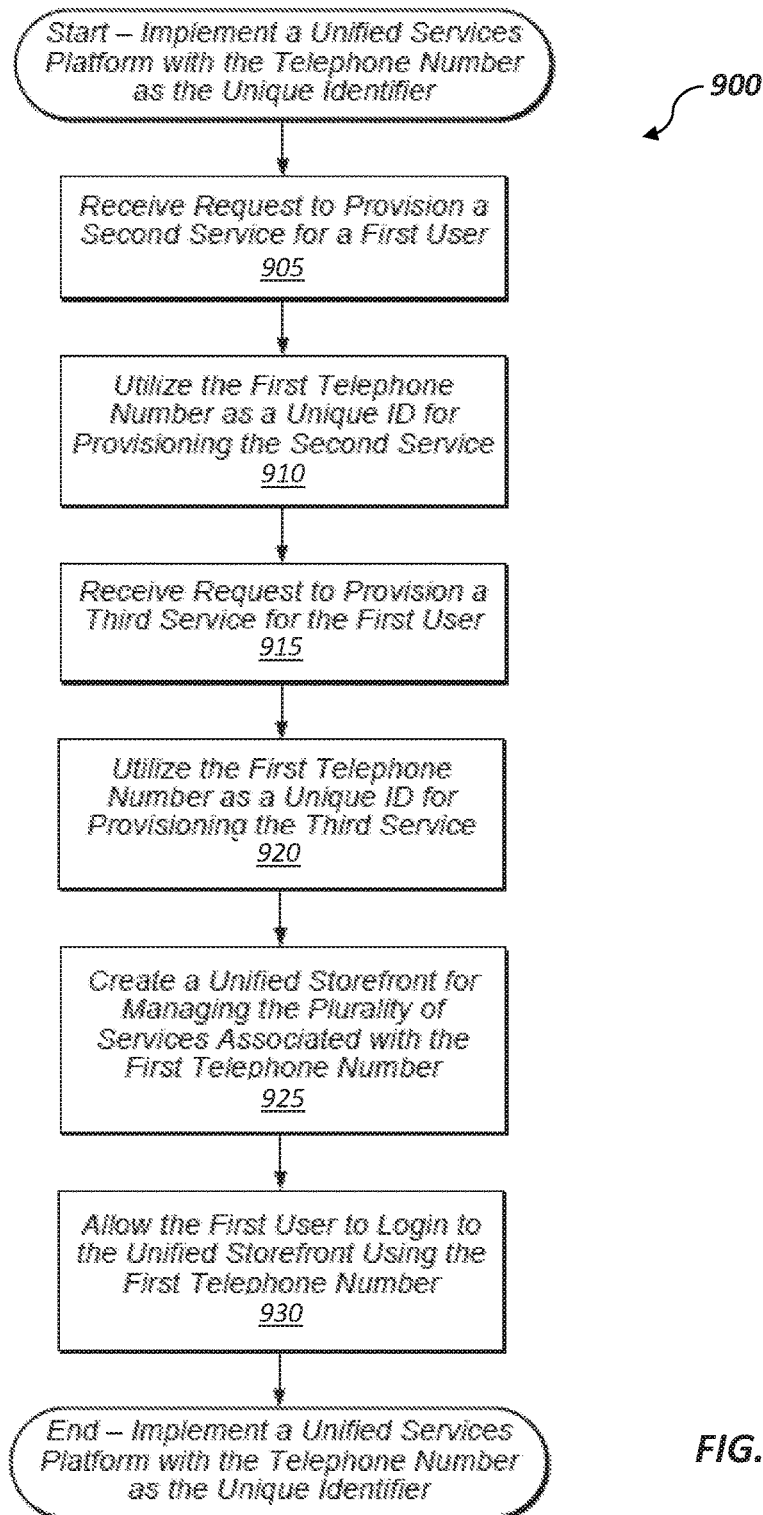 Start – Implement a Unified Services
Platform with the Telephone Number
as the Unique Identifier
900
Receive Request to Provision a
Second Service for a First User
905
Utilize the First Telephone
Number as a Unique ID for
Provisioning the Second Service
910
Receive Request to Provision a
Third Service for the First User
915
Utilize the First Telephone
Number as a Unique ID for
Provisioning the Third Service
920
Create a Unified Storefront for
Managing the Plurality of
Services Associated with the
First Telephone Number
925
Allow the First User to Login to
the Unified Storefront Using the
First Telephone Number
930
End – Implement a Unified Services
Platform with the Telephone Number
as the Unique Identifier
FIG.